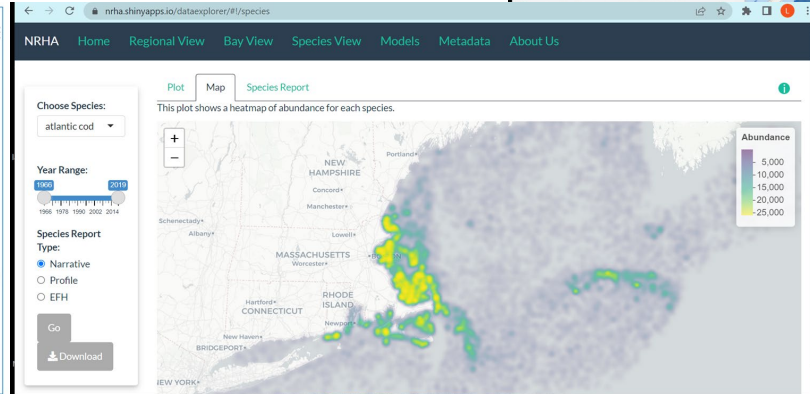 nrha.shinyapps.io/dataexplorer/#!/species
NRHA Home Regional View Bay View Species View Models Metadata About Us
Plot Map Species Report
This plot shows a heatmap of abundance for each species.
Choose Species:
atlantic cod
Year Range:
1966 2019
1966 1978 1990 2002 2014
Species Report
Type:
Narrative
Profile
EFH
Go
Download
+
−
Portland
NEW
HAMPSHIRE
Concord
Manchester
Schenectady
Albany
Lowell
MASSACHUSETTS
Worcester
RHODE
ISLAND
Hartford
CONNECTICUT
Newport
New Haven
BRIDGEPORT
NEW YORK
Abundance
5,000
10,000
15,000
20,000
25,000
L